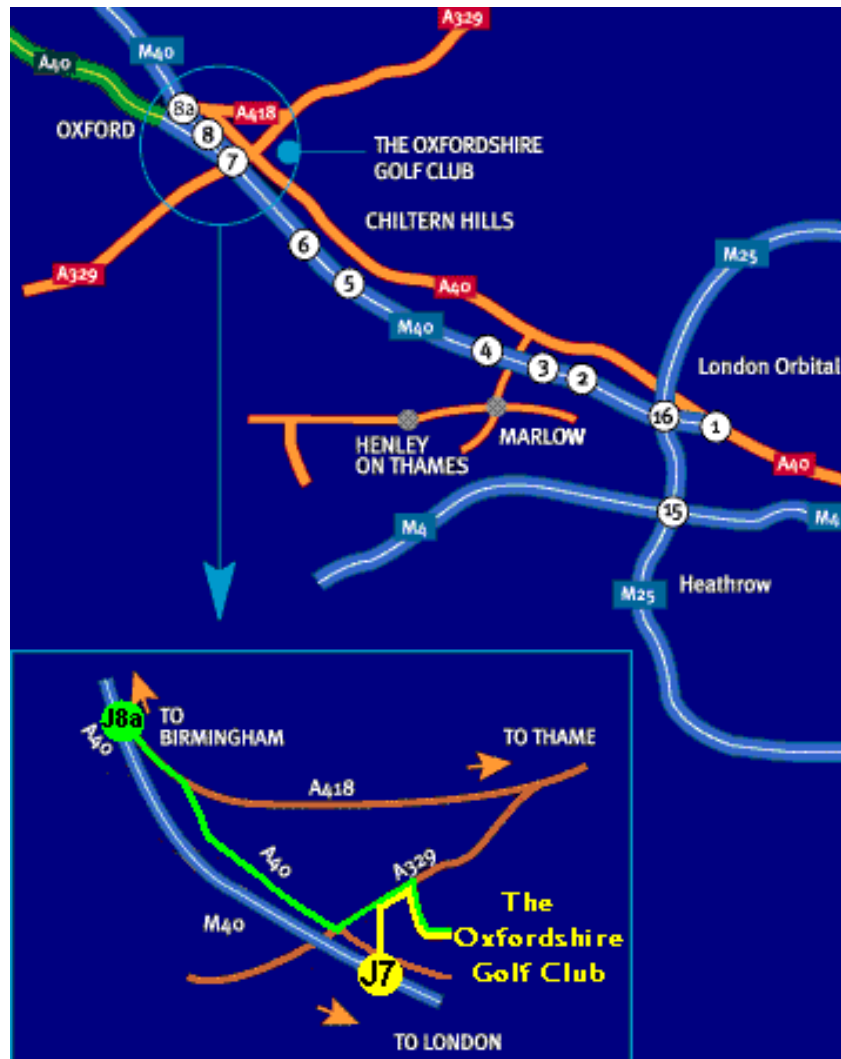 A329
M40
A40
8a
A418
OXFORD
8
7
THE OXFORDSHIRE
GOLF CLUB
CHILTERN HILLS
6
M25
A329
5
A40
M40
4
3
2
London Orbital
16
1
HENLEY
ON THAMES
MARLOW
A40
M4
15
M4
M25
Heathrow
J8a
A40
TO
BIRMINGHAM
TO THAME
A418
A40
A329
M40
The
Oxfordshire
Golf Club
J7
TO LONDON